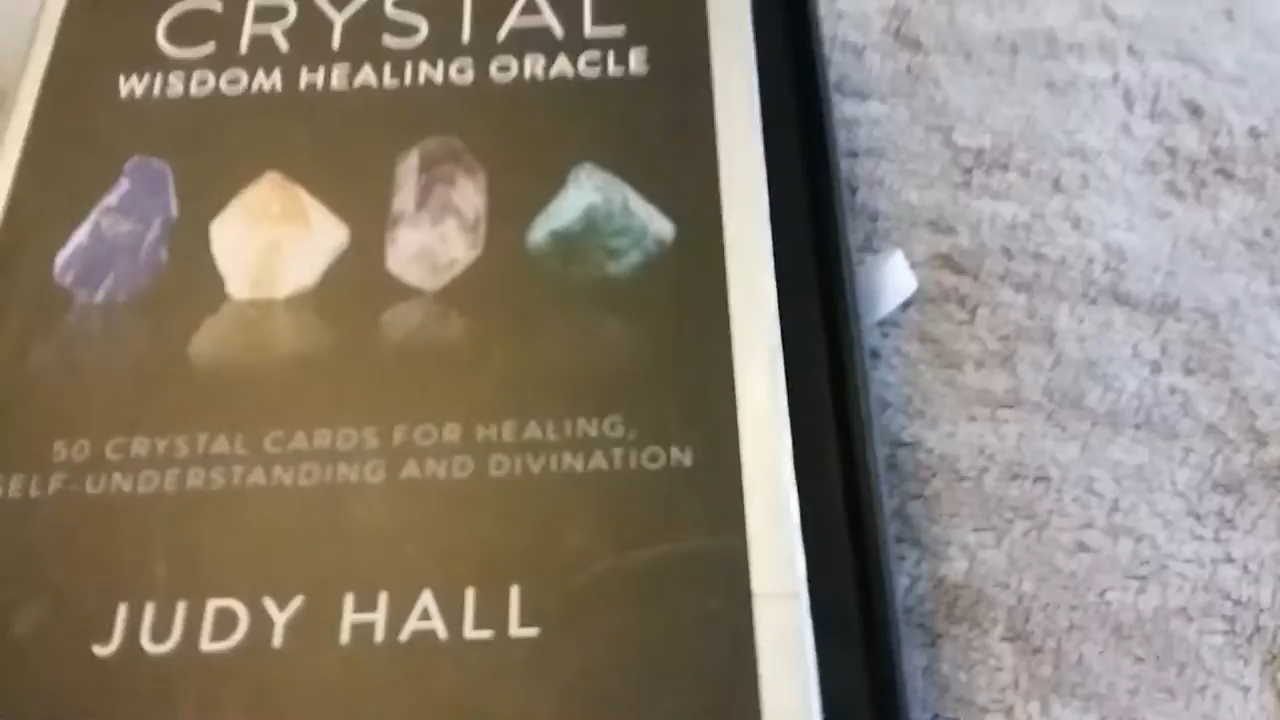 CRYSTAL
WISDOM HEALING ORACLE
50 CRYSTAL CARDS FOR HEALING,
SELF-UNDERSTANDING AND DIVINATION
JUDY HALL